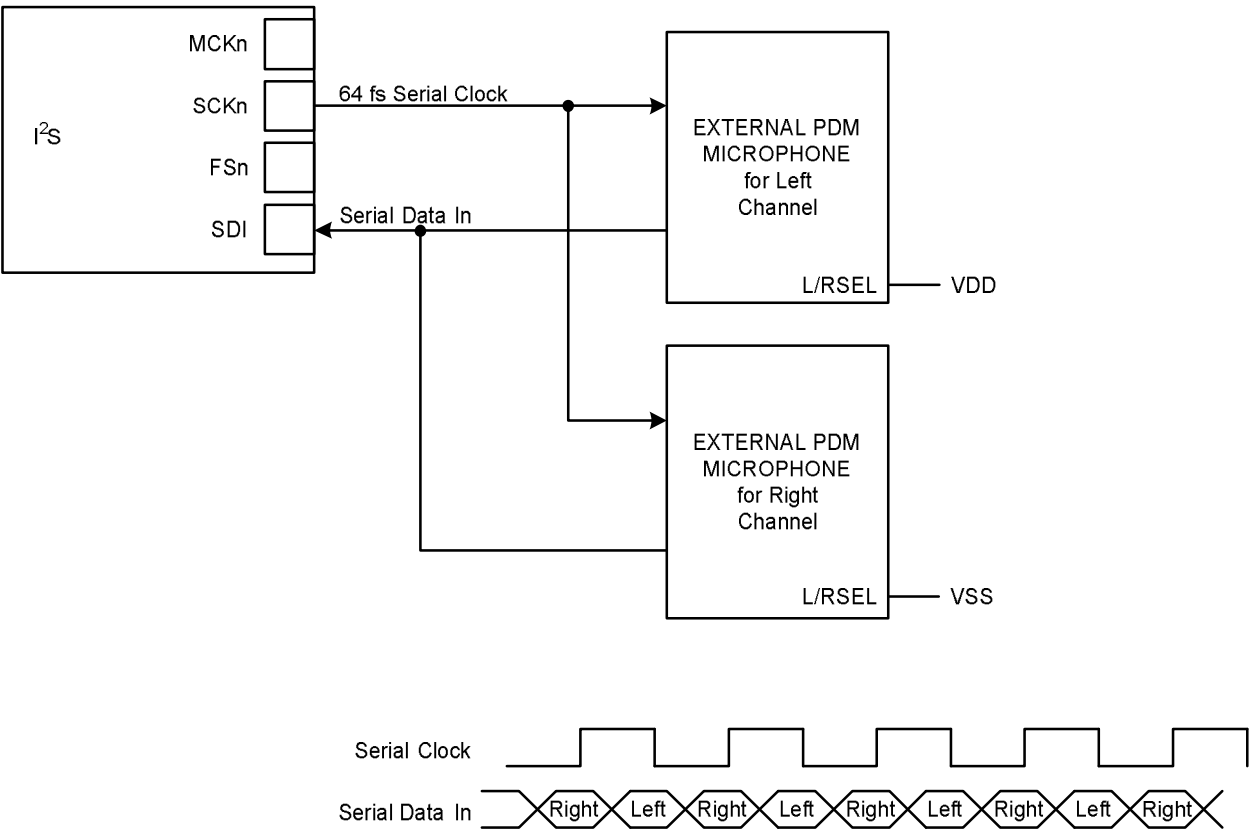 MCKn
SCKn
I²S
FSn
SDI
64 fs Serial Clock
Serial Data In
EXTERNAL PDM
MICROPHONE
for Left
Channel
L/RSEL
VDD
EXTERNAL PDM
MICROPHONE
for Right
Channel
L/RSEL
VSS
Serial Clock
Serial Data In Right Left Right Left Right Left Right Left Right